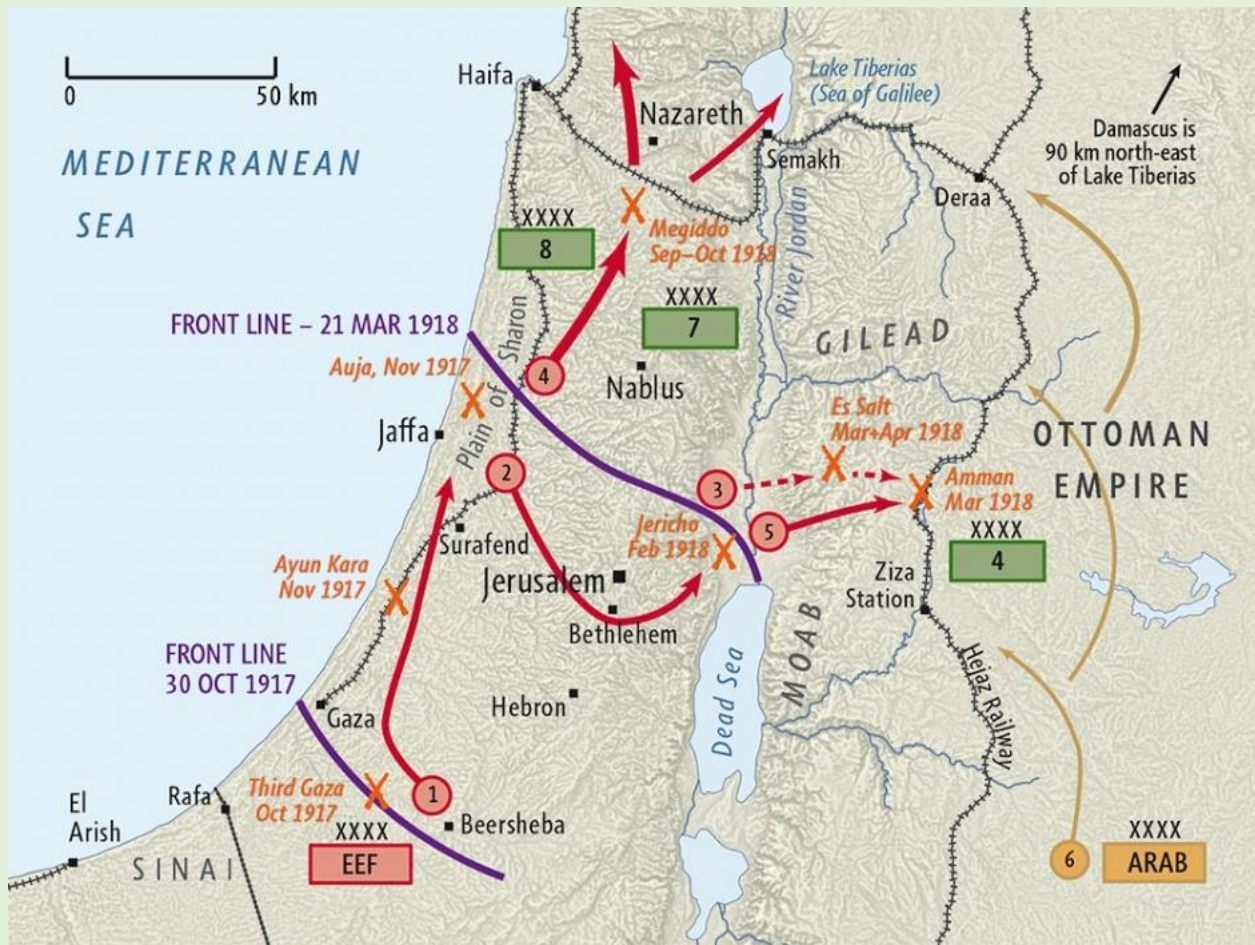 0 50 km
Haifa
Lake Tiberias
(Sea of Galilee)
Nazareth
Semakh
Damascus is
90 km north-east
of Lake Tiberias
MEDITERRANEAN
SEA
Deraa
XXXX
8
Megiddo
Sep–Oct 1918
River Jordan
XXXX
7
FRONT LINE – 21 MAR 1918
GILEAD
Auja, Nov 1917
Plain of Sharon
4
Nablus
Es Salt
Mar+Apr 1918
OTTOMAN
EMPIRE
Jaffa
2
3
Amman
Mar 1918
5
Jericho
Feb 1918
XXXX
4
Surafend
Ayun Kara
Nov 1917
Jerusalem
Ziza
Station
Bethlehem
MOAB
FRONT LINE
30 OCT 1917
Hejaz Railway
Gaza
Hebron
Dead Sea
Third Gaza
Oct 1917
1
Rafa
El
Arish
Beersheba
XXXX
EEF
SINAI
6
XXXX
ARAB